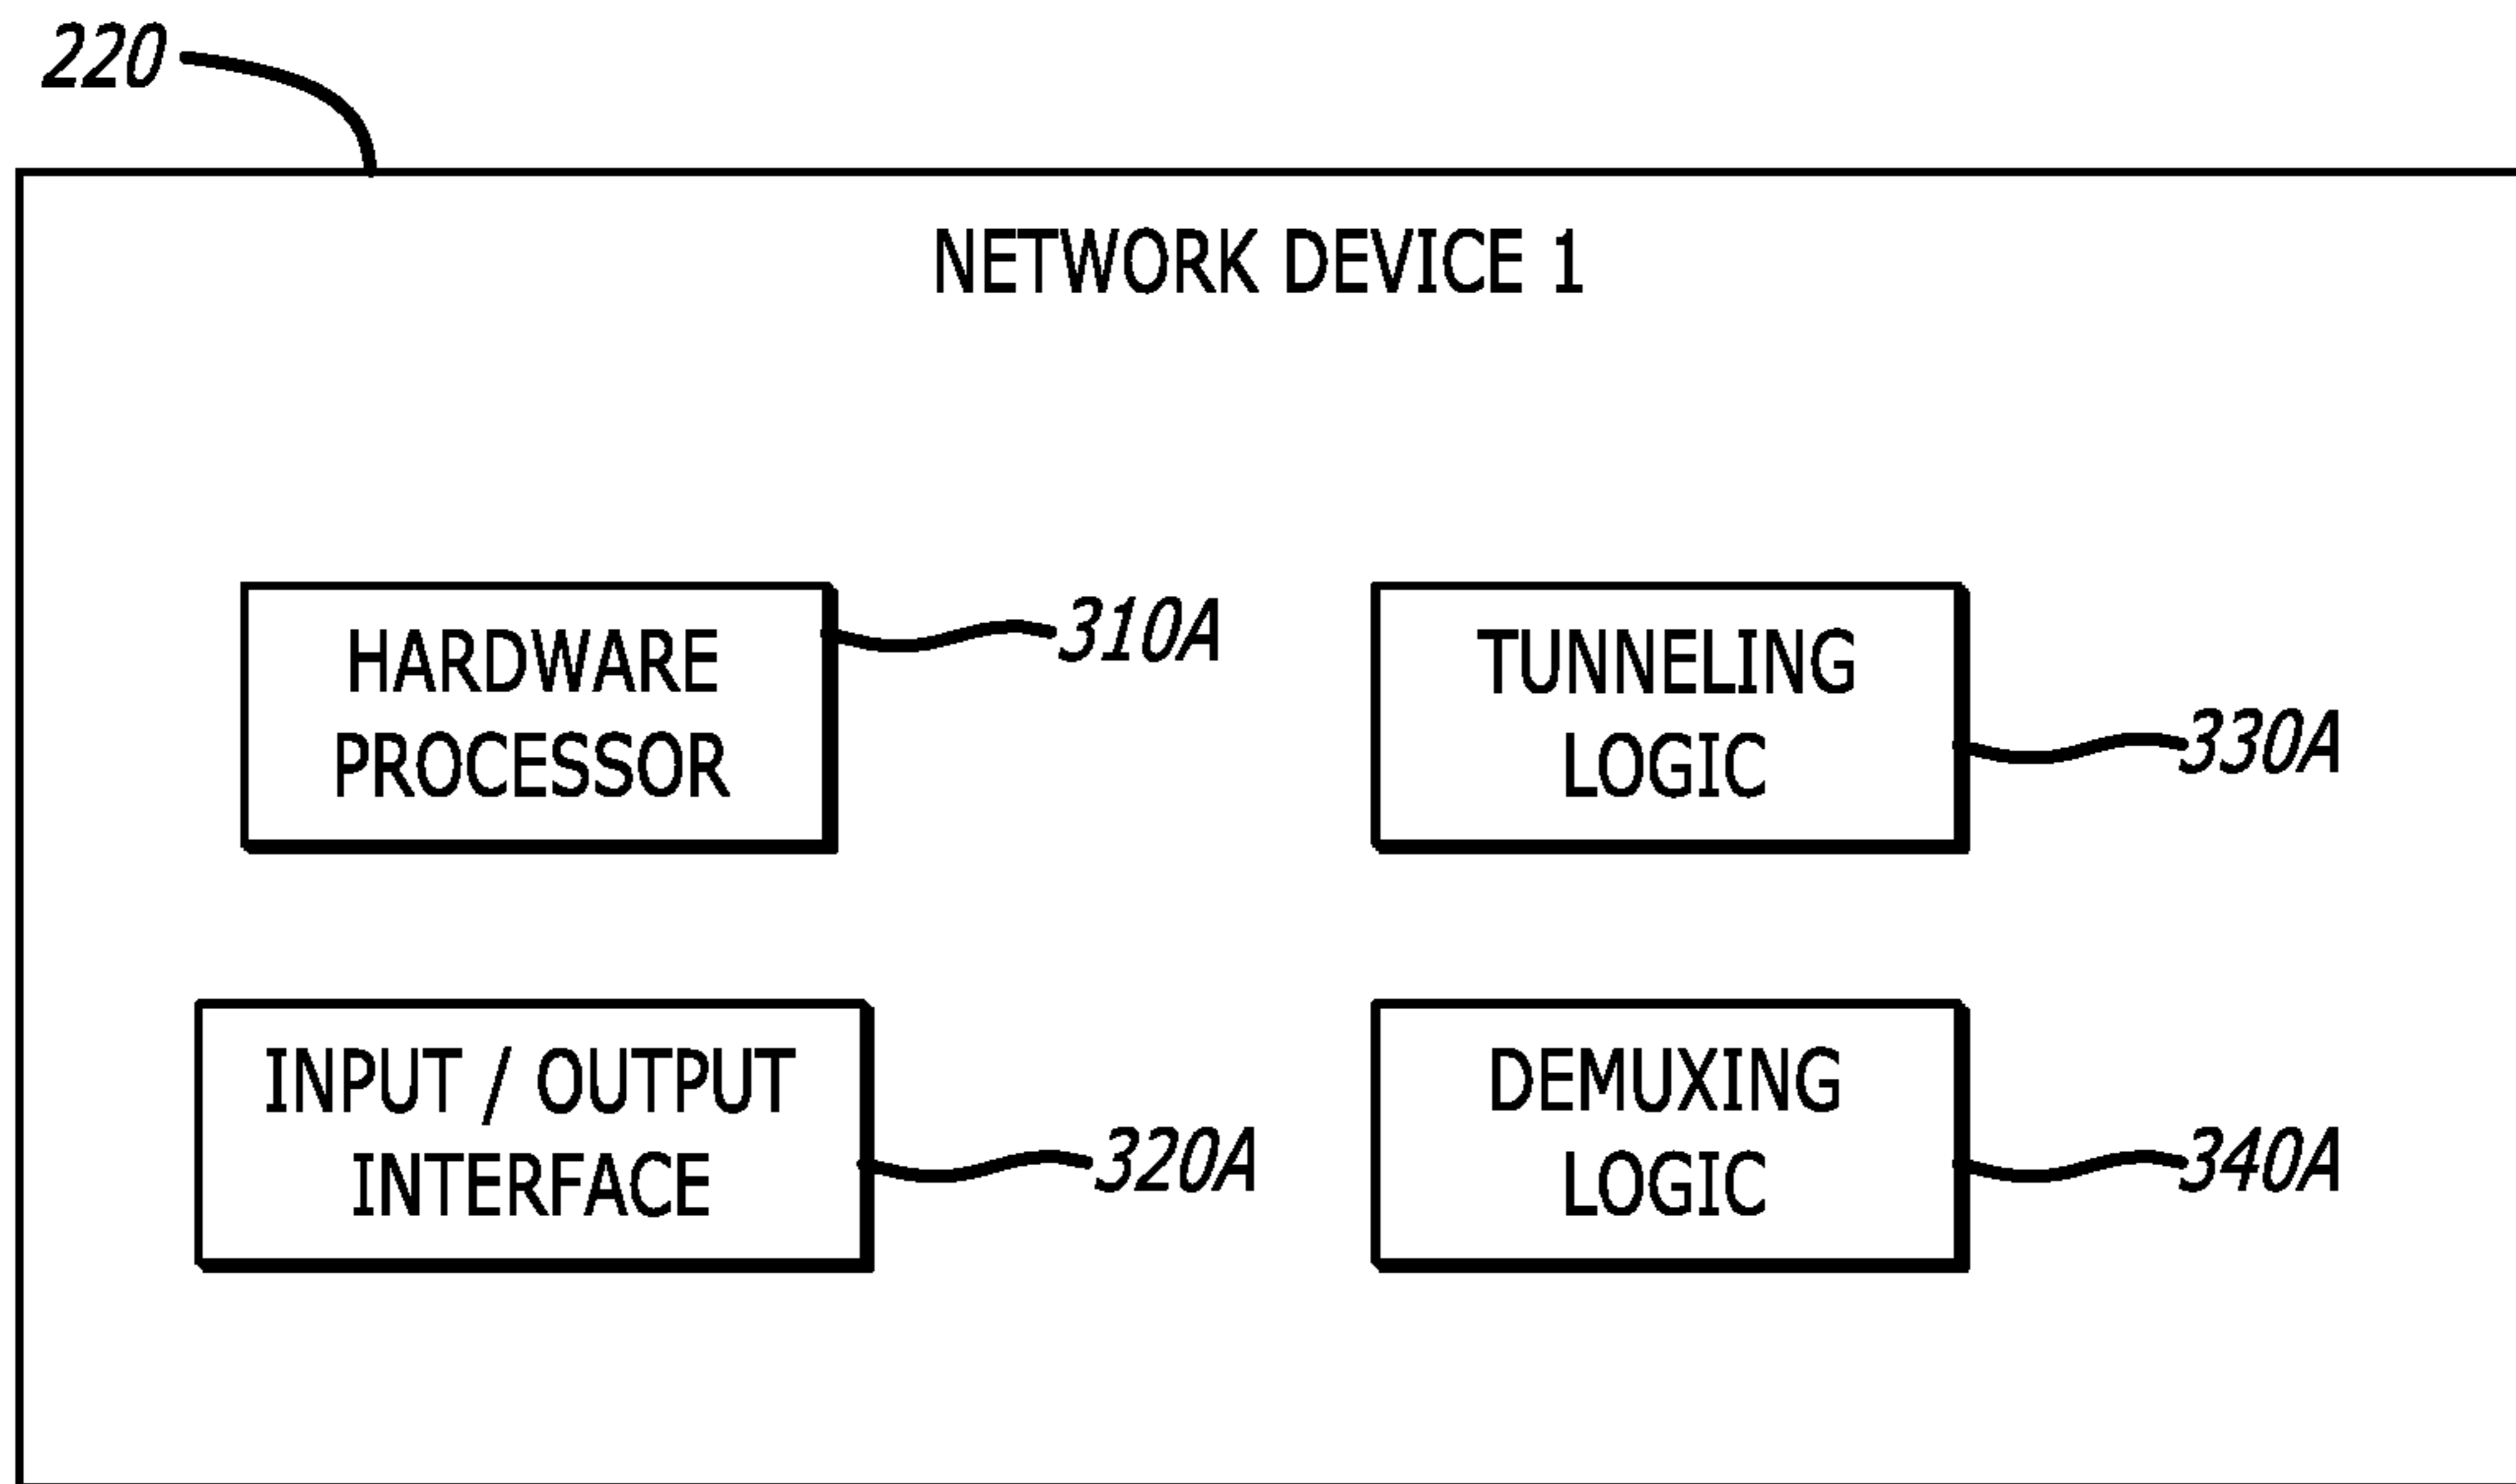 220
NETWORK DEVICE 1
HARDWARE
PROCESSOR
310A
TUNNELING
LOGIC
330A
INPUT / OUTPUT
INTERFACE
320A
DEMUXING
LOGIC
340A